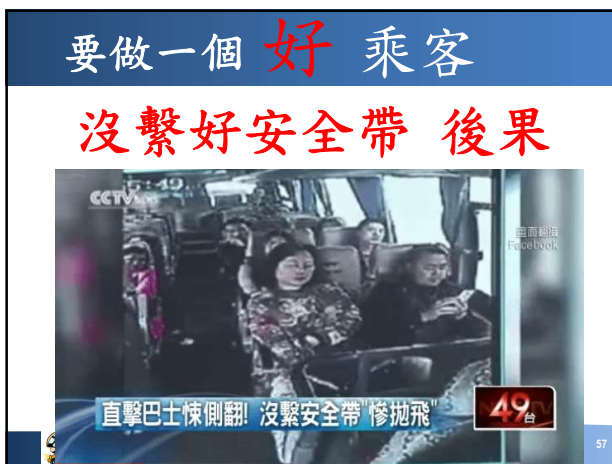 要做一個 好 乘客
沒繫好安全帶 後果
CCTV
畫面翻攝
Facebook
直擊巴士悚側翻! 沒繫安全帶"慘拋飛"
49台
57